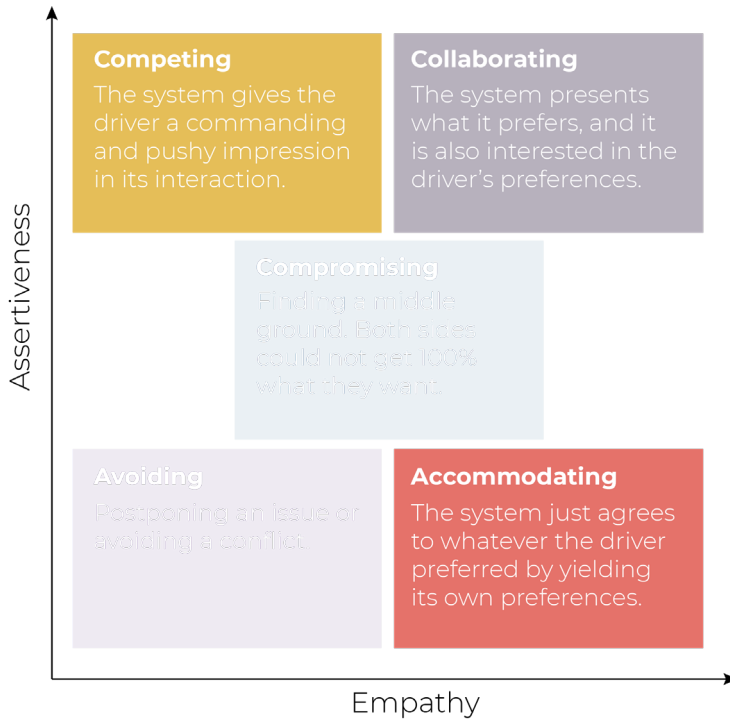 Assertiveness
Competing
The system gives the
driver a commanding
and pushy impression
in its interaction.
Collaborating
The system presents
what it prefers, and it
is also interested in the
driver's preferences.
Compromising
Finding a middle
ground. Both sides
could not get 100%
what they want.
Avoiding
Postponing an issue or
avoiding a conflict.
Accommodating
The system just agrees
to whatever the driver
preferred by yielding
its own preferences.
Empathy